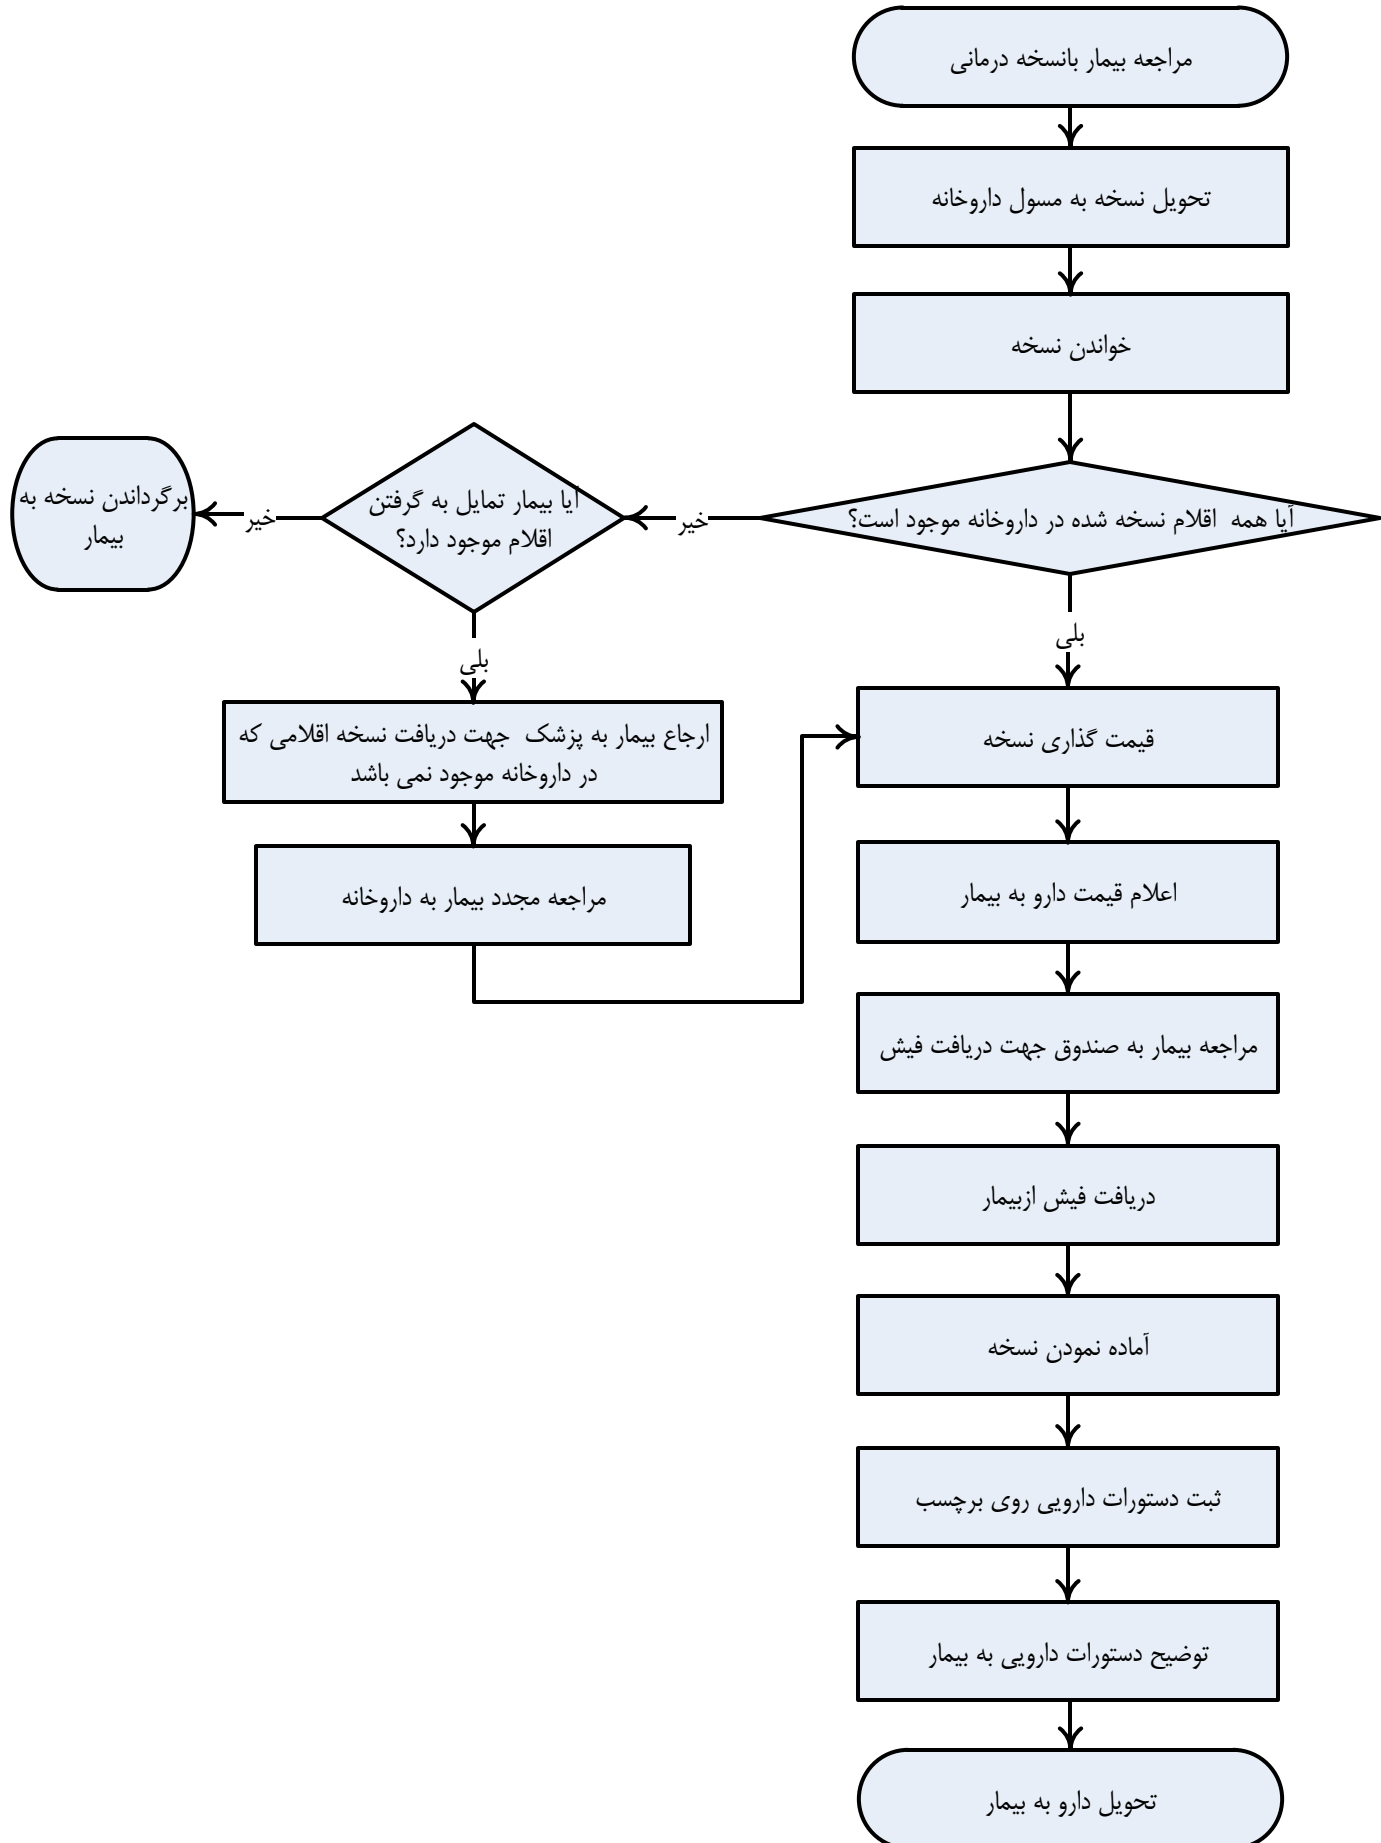 مراجعه بیمار بانسخه درمانی
تحویل نسخه به مسول داروخانه
خواندن نسخه
آیا همه اقلام نسخه شده در داروخانه موجود است؟
خیر
آیا بیمار تمایل به گرفتن
اقلام موجود دارد؟
خیر
برگرداندن نسخه به
بیمار
بلی
ارجاع بیمار به پزشک جهت دریافت نسخه اقلامی که
در داروخانه موجود نمی باشد
مراجعه مجدد بیمار به داروخانه
بلی
قیمت گذاری نسخه
اعلام قیمت دارو به بیمار
مراجعه بیمار به صندوق جهت دریافت فیش
دریافت فیش ازبیمار
آماده نمودن نسخه
ثبت دستورات دارویی روی برچسب
توضیح دستورات دارویی به بیمار
تحویل دارو به بیمار